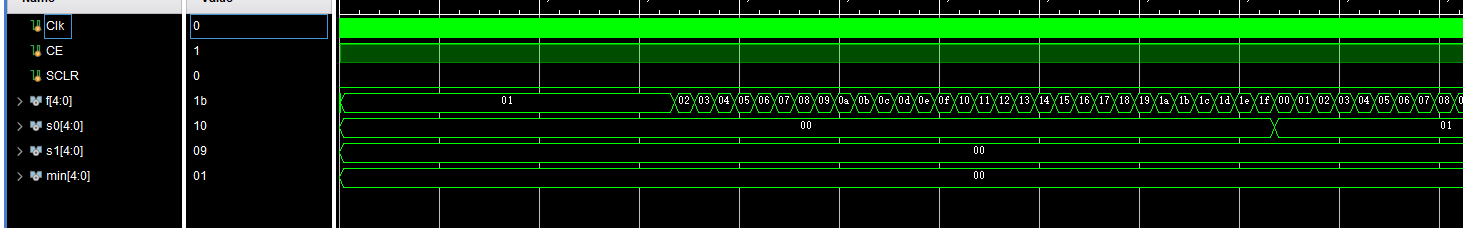 Name Value
Clk 0
CE 1
SCLR 0
f[4:0] 1b 01 02 03 04 05 06 07 08 09 0a 0b 0c 0d 0e 0f 10 11 12 13 14 15 16 17 18 19 1a 1b 1c 1d 1e 1f 00 01 02 03 04 05 06 07 08 0
s0[4:0] 10 00 01
s1[4:0] 09 00
min[4:0] 01 00